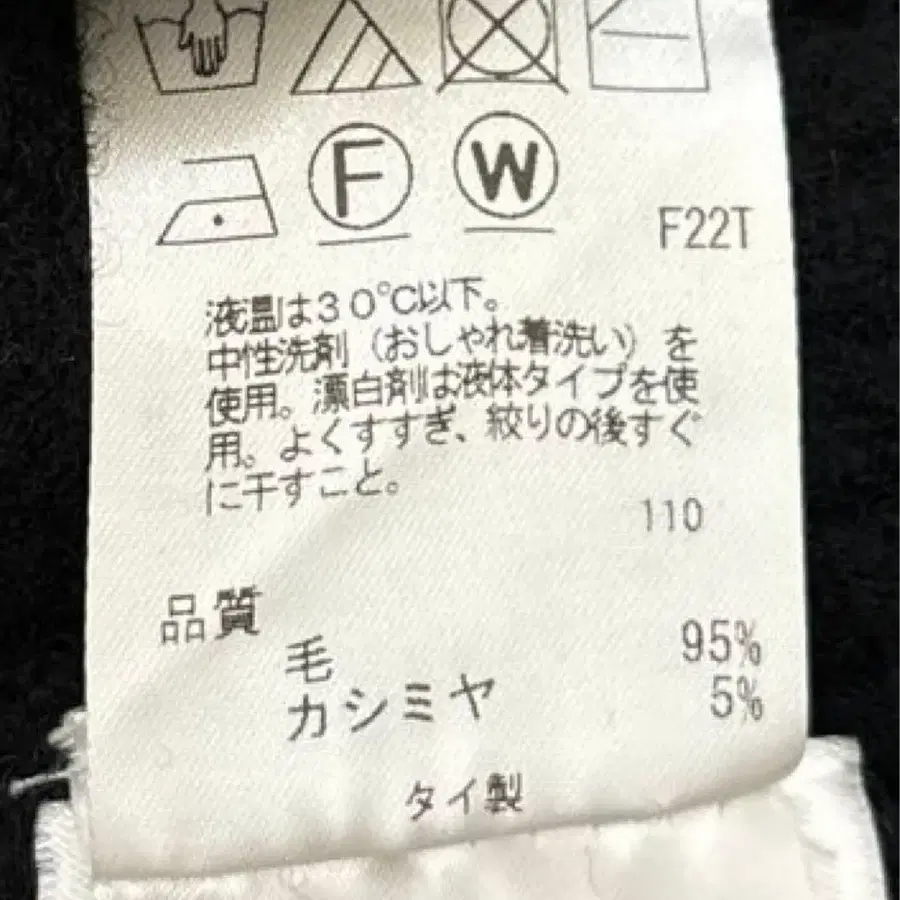 F W F22T
液温は30℃以下。
中性洗剤(おしゃれ着洗い)を
使用。漂白剤は液体タイプを使
用。よくすすぎ、絞りの後すぐ
に干すこと。
110
品質
毛 95%
カシミヤ 5%
タイ製